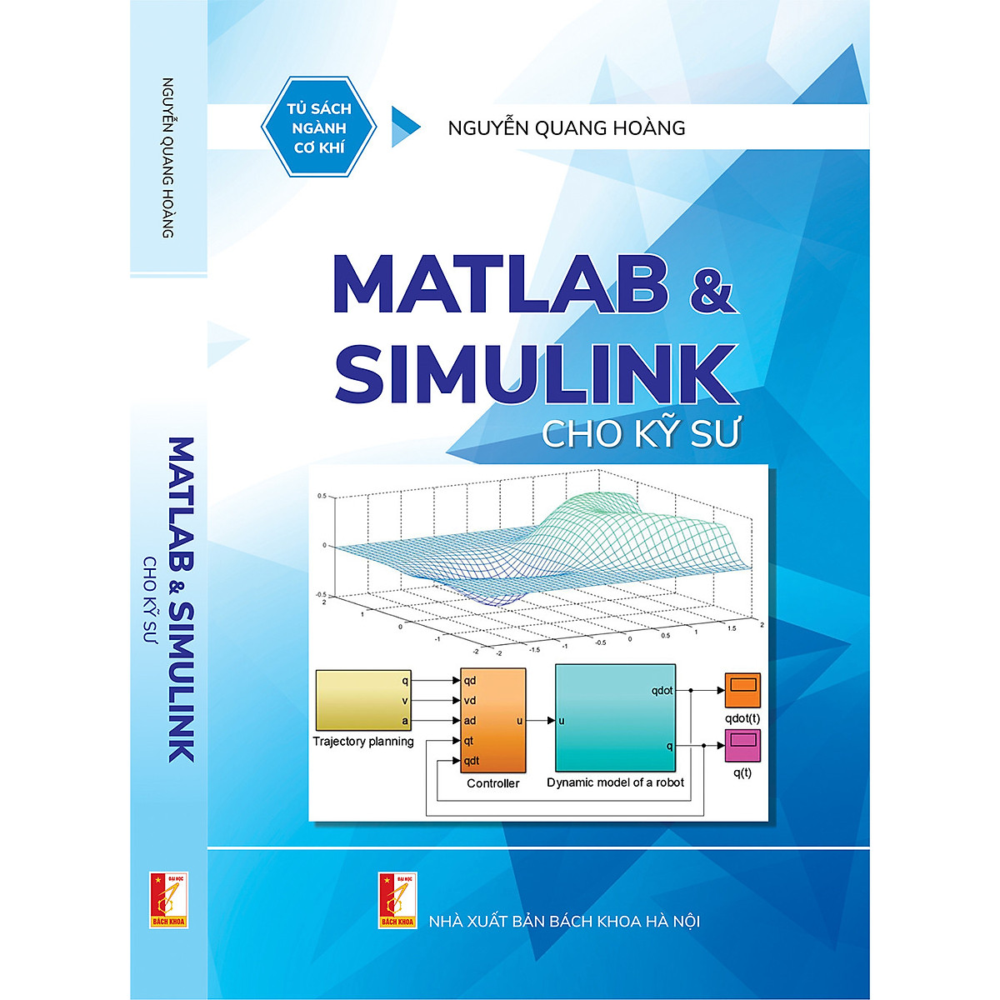 NGUYỄN QUANG HOÀNG
MATLAB & SIMULINK
CHO KỸ SƯ
ĐẠI HỌC
BÁCH KHOA
TỦ SÁCH
NGÀNH
CƠ KHÍ
NGUYỄN QUANG HOÀNG
MATLAB &
SIMULINK
CHO KỸ SƯ
0.5
0
-0.5
2
1
0
-1
-2
-2
-1.5
-1
-0.5
0
0.5
1
1.5
2
q
v
a
Trajectory planning
qd
vd
ad
qt
qdt
u
Controller
u
qdot
q
Dynamic model of a robot
qdot(t)
q(t)
ĐẠI HỌC
BÁCH KHOA
NHÀ XUẤT BẢN BÁCH KHOA HÀ NỘI